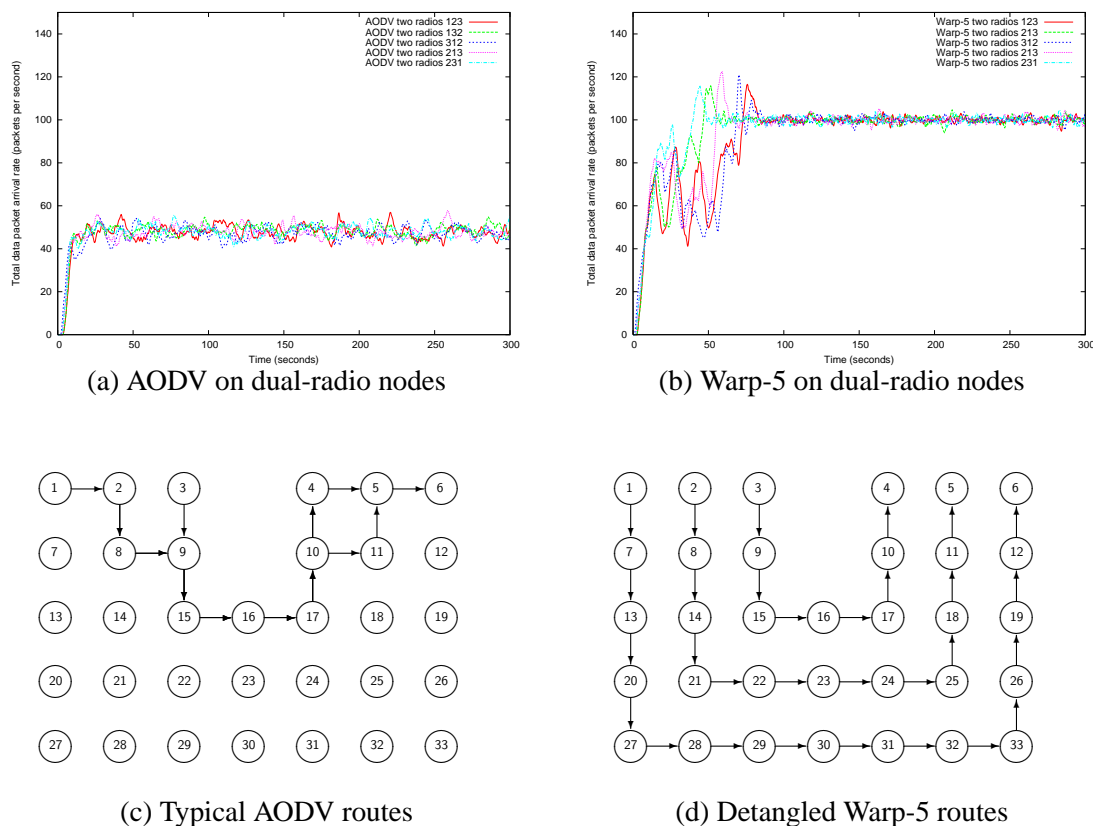 140
120
100
80
60
40
20
0
Total data packet arrival rate (packets per second)
AODV two radios 123
AODV two radios 132
AODV two radios 312
AODV two radios 213
AODV two radios 231
0 50 100 150 200 250 300
Time (seconds)
(a) AODV on dual-radio nodes
140
120
100
80
60
40
20
0
Total data packet arrival rate (packets per second)
Warp-5 two radios 123
Warp-5 two radios 213
Warp-5 two radios 312
Warp-5 two radios 213
Warp-5 two radios 231
0 50 100 150 200 250 300
Time (seconds)
(b) Warp-5 on dual-radio nodes
1 2 3 4 5 6
7 8 9 10 11 12
13 14 15 16 17 18 19
20 21 22 23 24 25 26
27 28 29 30 31 32 33
(c) Typical AODV routes
1 2 3 4 5 6
7 8 9 10 11 12
13 14 15 16 17 18 19
20 21 22 23 24 25 26
27 28 29 30 31 32 33
(d) Detangled Warp-5 routes